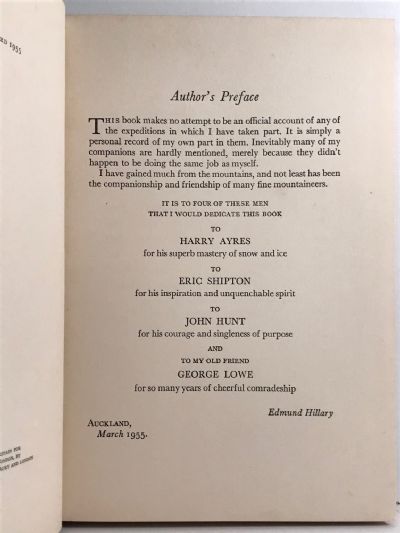 1955
Author's Preface
THIS book makes no attempt to be an official account of any of
the expeditions in which I have taken part. It is simply a
personal record of my own part in them. Inevitably many of my
companions are hardly mentioned, merely because they didn't
happen to be doing the same job as myself.
I have gained much from the mountains, and not least has been
the companionship and friendship of many fine mountaineers.
IT IS TO FOUR OF THESE MEN
THAT I WOULD DEDICATE THIS BOOK
TO
HARRY AYRES
for his superb mastery of snow and ice
TO
ERIC SHIPTON
for his inspiration and unquenchable spirit
TO
JOHN HUNT
for his courage and singleness of purpose
AND
TO MY OLD FRIEND
GEORGE LOWE
for so many years of cheerful comradeship
Edmund Hillary
AUCKLAND,
March 1955.
FOR
LONDON, BY
AND LONDON